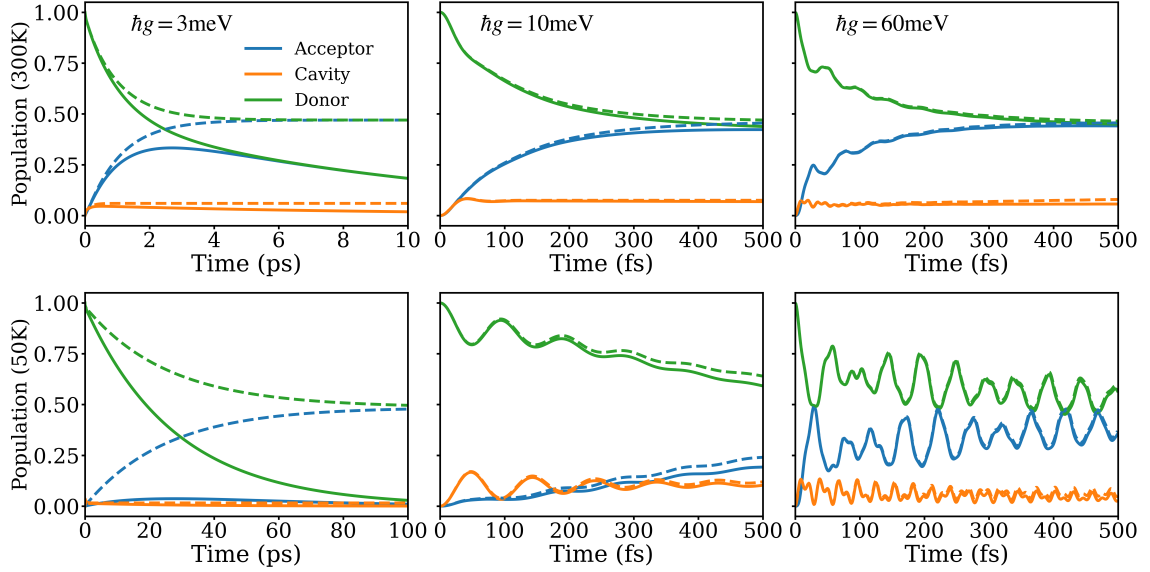 ħg = 3meV
ħg = 10meV
ħg = 60meV
Acceptor
Cavity
Donor
Population (300K)
1.00
0.75
0.50
0.25
0.00
0 2 4 6 8 10
0 100 200 300 400 500
0 100 200 300 400 500
Time (ps)
Time (fs)
Time (fs)
Population (50K)
1.00
0.75
0.50
0.25
0.00
0 20 40 60 80 100
0 100 200 300 400 500
0 100 200 300 400 500
Time (ps)
Time (fs)
Time (fs)